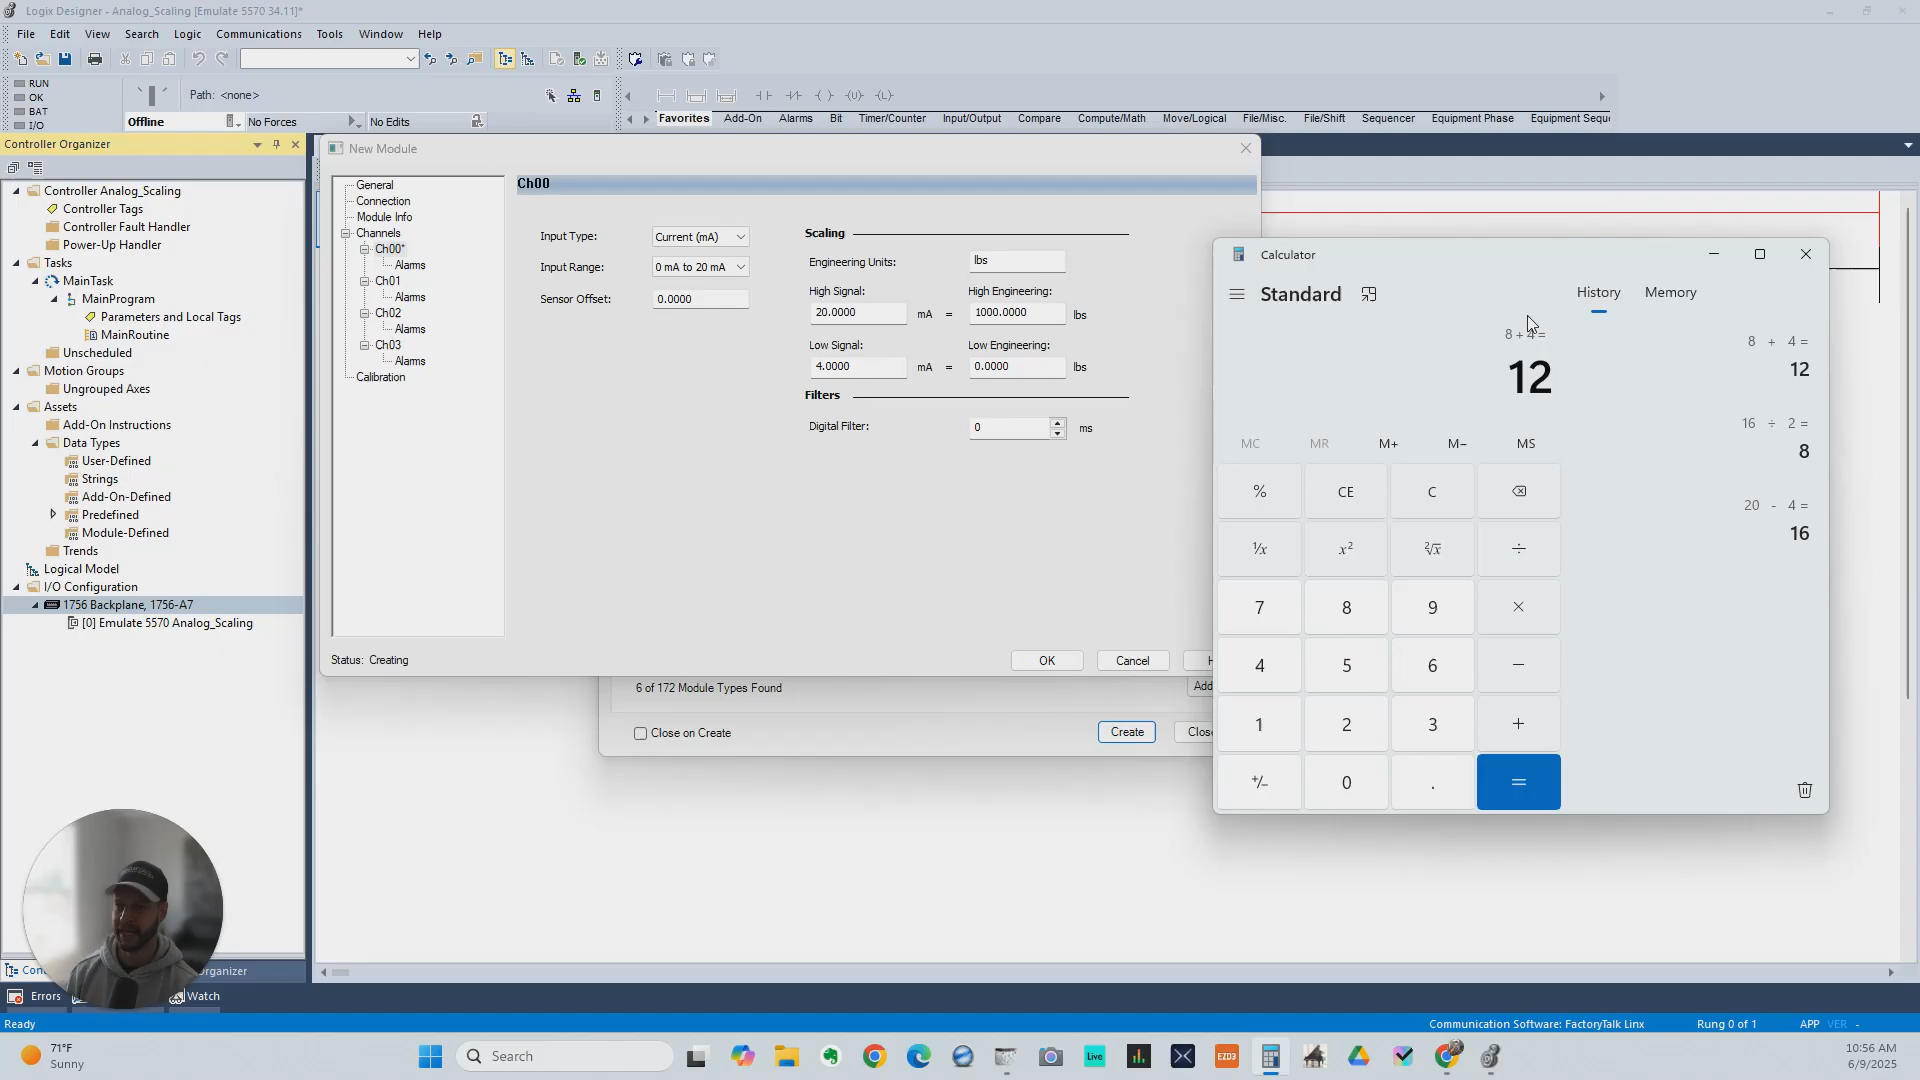 Logix Designer - Analog_Scaling [Emulate 5570 34.11]*
File Edit View Search Logic Communications Tools Window Help
RUN
OK
BAT
I/O
Path: <none>
Offline No Forces No Edits
Favorites Add-On Alarms Bit Timer/Counter Input/Output Compare Compute/Math Move/Logical File/Misc. File/Shift Sequencer Equipment Phase Equipment Sequ
Controller Organizer
Controller Analog_Scaling
Controller Tags
Controller Fault Handler
Power-Up Handler
Tasks
MainTask
MainProgram
Parameters and Local Tags
MainRoutine
Unscheduled
Motion Groups
Ungrouped Axes
Assets
Add-On Instructions
Data Types
User-Defined
Strings
Add-On-Defined
Predefined
Module-Defined
Trends
Logical Model
I/O Configuration
1756 Backplane, 1756-A7
[0] Emulate 5570 Analog_Scaling
Organizer
Errors
Watch
New Module
General
Connection
Module Info
Channels
Ch00*
Alarms
Ch01
Alarms
Ch02
Alarms
Ch03
Alarms
Calibration
Ch00
Input Type: Current (mA)
Input Range: 0 mA to 20 mA
Sensor Offset: 0.0000
Scaling
Engineering Units: lbs
High Signal: High Engineering:
20.0000 mA = 1000.0000 lbs
Low Signal: Low Engineering:
4.0000 mA = 0.0000 lbs
Filters
Digital Filter: 0 ms
Status: Creating
OK Cancel
6 of 172 Module Types Found
Close on Create
Create
Calculator
Standard
History Memory
8 + 4 =
12
MC MR M+ M− MS
% CE C
⅟x x² ²√x ÷
7 8 9 ×
4 5 6 −
1 2 3 +
+/− 0 . =
8 + 4 =
12
16 ÷ 2 =
8
20 - 4 =
16
Ready
Communication Software: FactoryTalk Linx Rung 0 of 1 APP VER
71°F
Sunny
Search
Live
EZD3
10:56 AM
6/9/2025